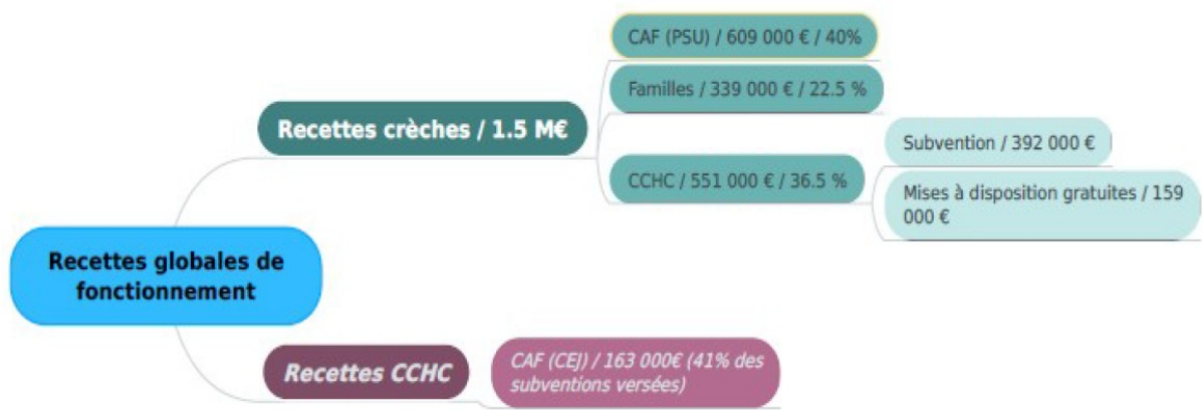 CAF (PSU) / 609 000 € / 40%
Familles / 339 000 € / 22.5 %
Recettes crèches / 1.5 M€
Subvention / 392 000 €
CCHC / 551 000 € / 36.5 %
Mises à disposition gratuites / 159
000 €
Recettes globales de
fonctionnement
Recettes CCHC
CAF (CEJ) / 163 000€ (41% des
subventions versées)